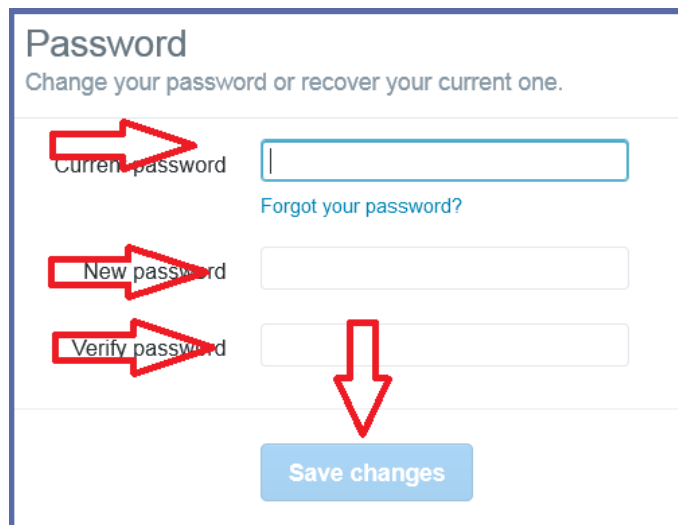 Password
Change your password or recover your current one.
Current password
Forgot your password?
New password
Verify password
Save changes